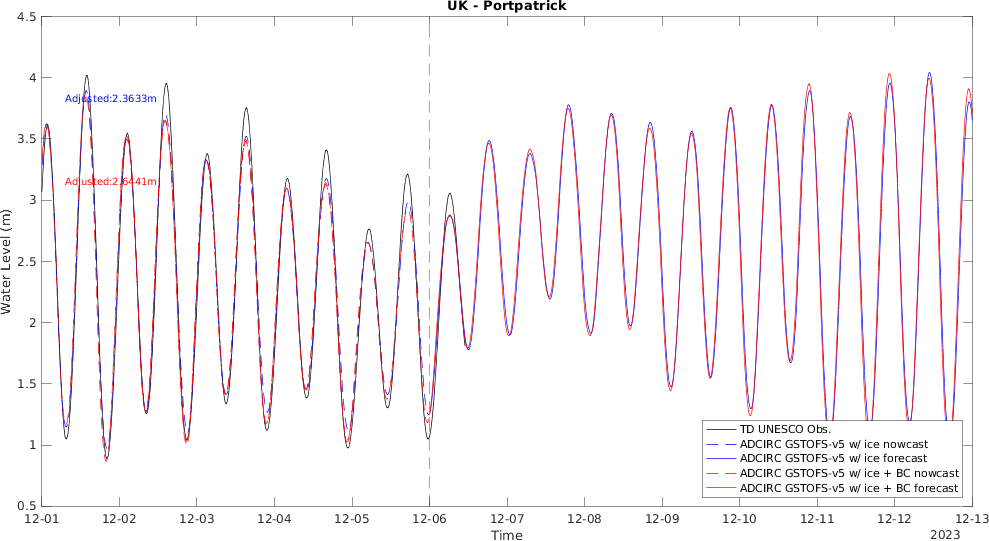 UK - Portpatrick
4.5
4
3.5
3
2.5
2
1.5
1
0.5
Water Level (m)
Adjusted:2.3633m
Adjusted:2.6441m
TD UNESCO Obs.
ADCIRC GSTOFS-v5 w/ ice nowcast
ADCIRC GSTOFS-v5 w/ ice forecast
ADCIRC GSTOFS-v5 w/ ice + BC nowcast
ADCIRC GSTOFS-v5 w/ ice + BC forecast
12-01 12-02 12-03 12-04 12-05 12-06 12-07 12-08 12-09 12-10 12-11 12-12 12-13
Time
2023